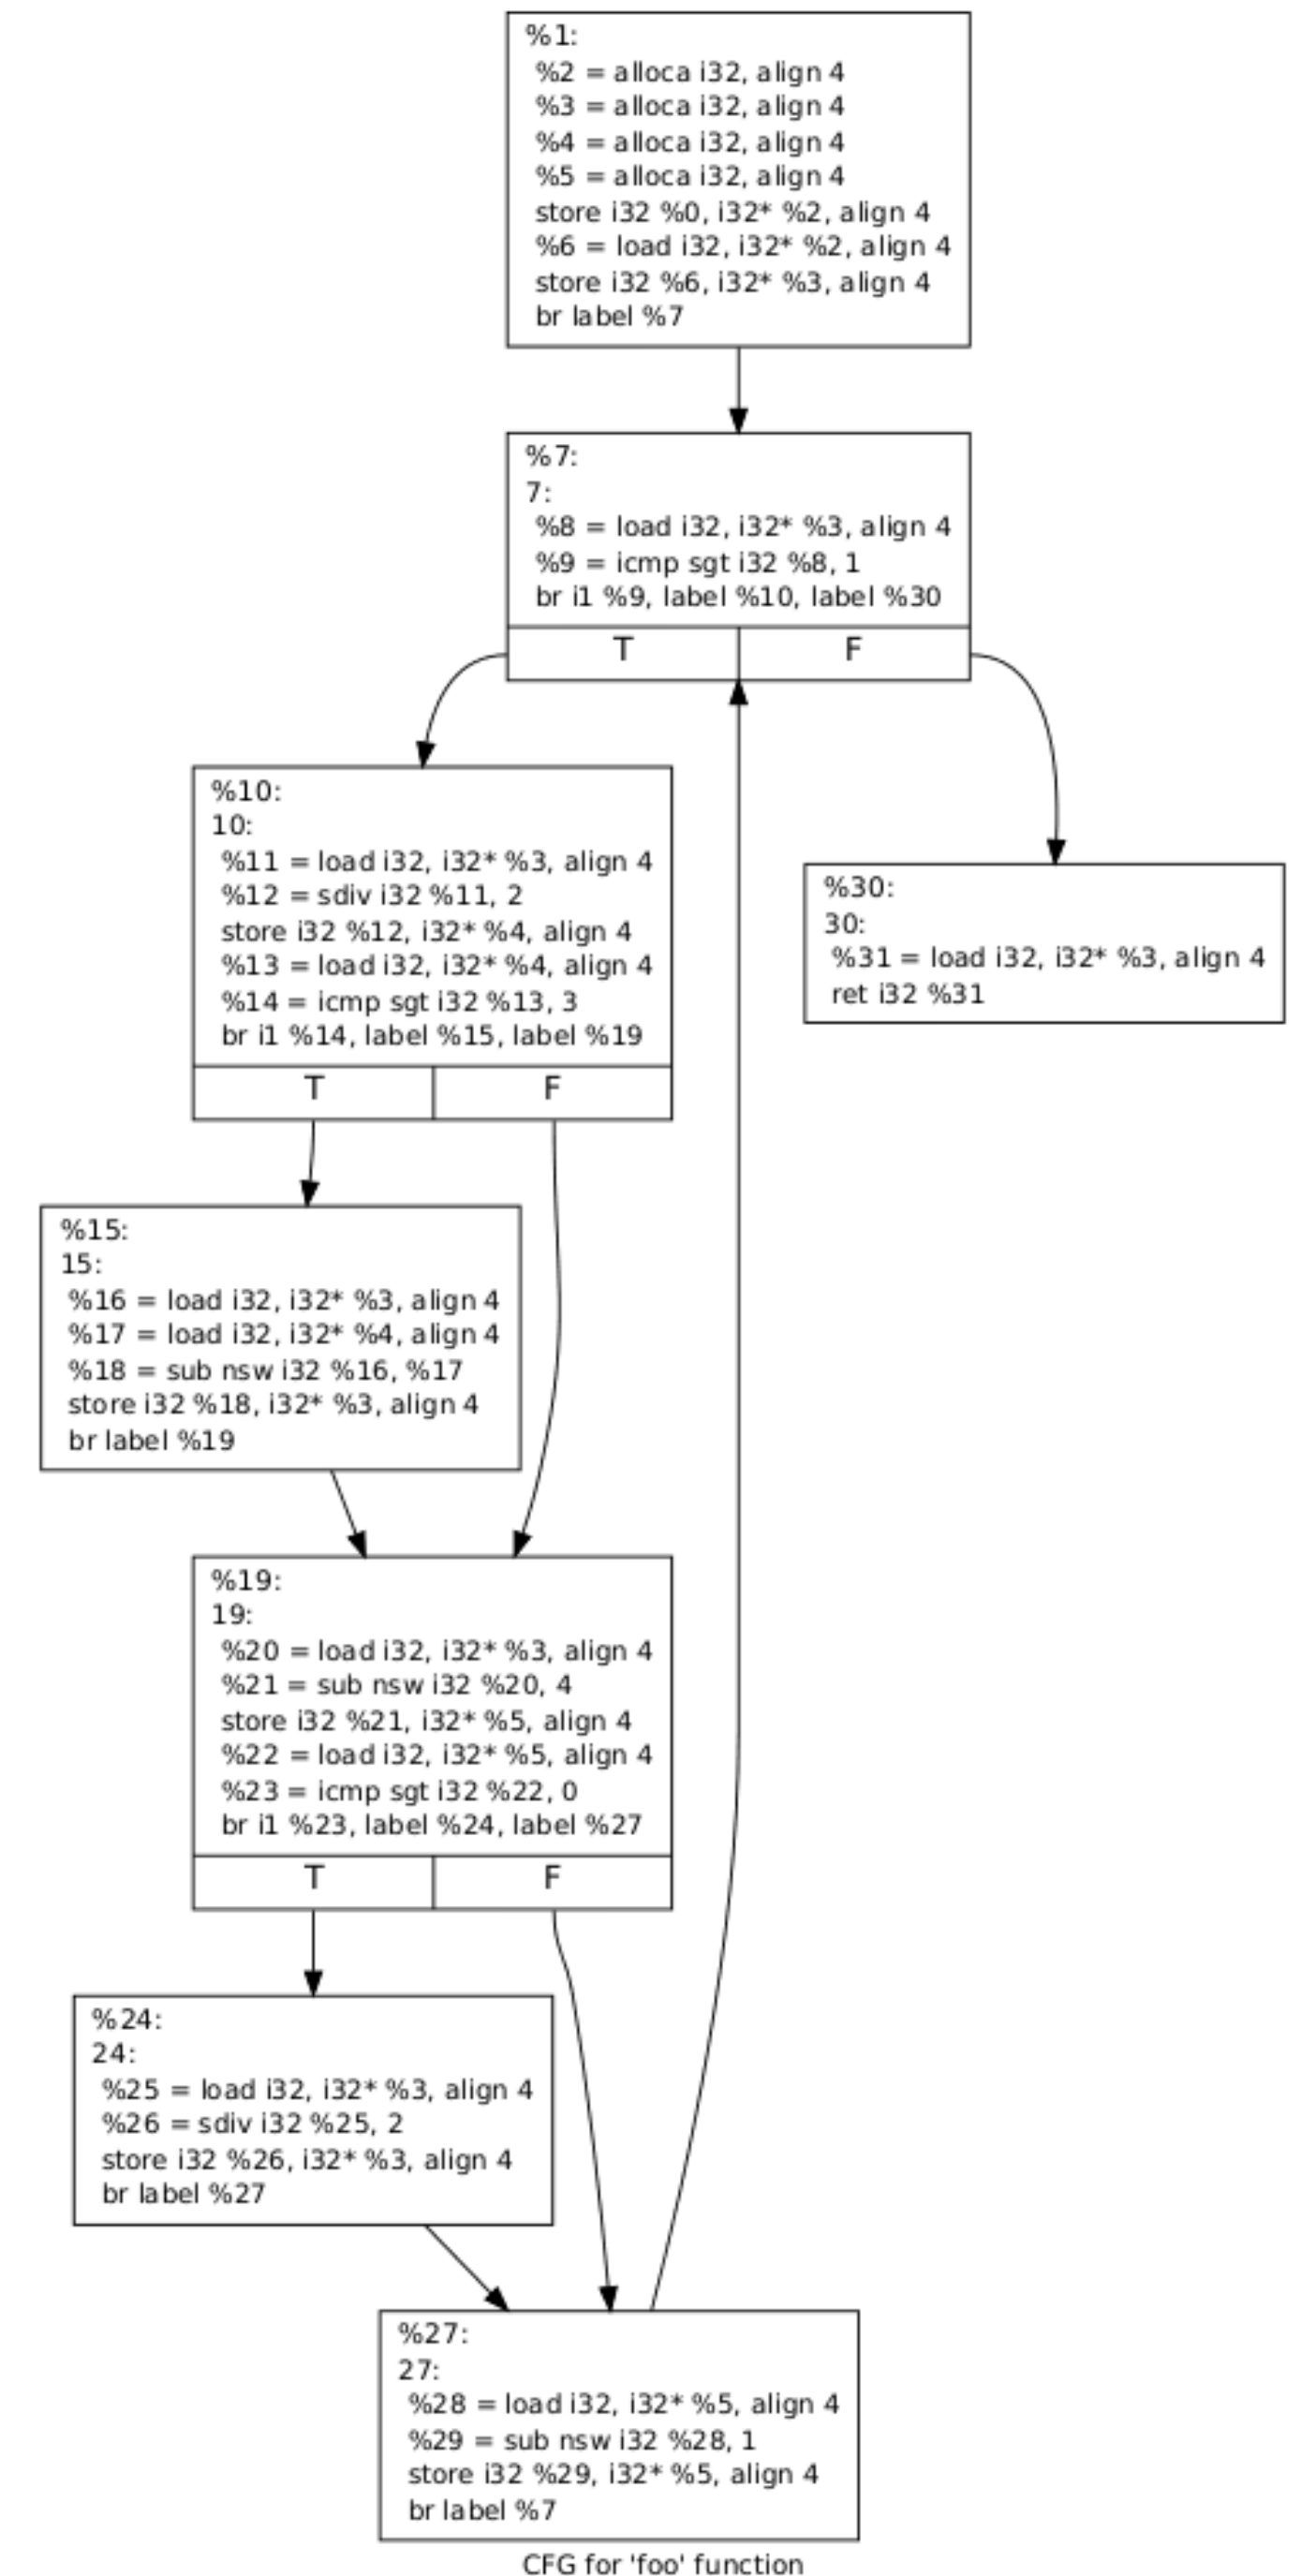 %1:
%2 = alloca i32, align 4
%3 = alloca i32, align 4
%4 = alloca i32, align 4
%5 = alloca i32, align 4
store i32 %0, i32* %2, align 4
%6 = load i32, i32* %2, align 4
store i32 %6, i32* %3, align 4
br label %7
%7:
7:
%8 = load i32, i32* %3, align 4
%9 = icmp sgt i32 %8, 1
br i1 %9, label %10, label %30
T F
%10:
10:
%11 = load i32, i32* %3, align 4
%12 = sdiv i32 %11, 2
store i32 %12, i32* %4, align 4
%13 = load i32, i32* %4, align 4
%14 = icmp sgt i32 %13, 3
br i1 %14, label %15, label %19
T F
%30:
30:
%31 = load i32, i32* %3, align 4
ret i32 %31
%15:
15:
%16 = load i32, i32* %3, align 4
%17 = load i32, i32* %4, align 4
%18 = sub nsw i32 %16, %17
store i32 %18, i32* %3, align 4
br label %19
%19:
19:
%20 = load i32, i32* %3, align 4
%21 = sub nsw i32 %20, 4
store i32 %21, i32* %5, align 4
%22 = load i32, i32* %5, align 4
%23 = icmp sgt i32 %22, 0
br i1 %23, label %24, label %27
T F
%24:
24:
%25 = load i32, i32* %3, align 4
%26 = sdiv i32 %25, 2
store i32 %26, i32* %3, align 4
br label %27
%27:
27:
%28 = load i32, i32* %5, align 4
%29 = sub nsw i32 %28, 1
store i32 %29, i32* %5, align 4
br label %7
CFG for 'foo' function